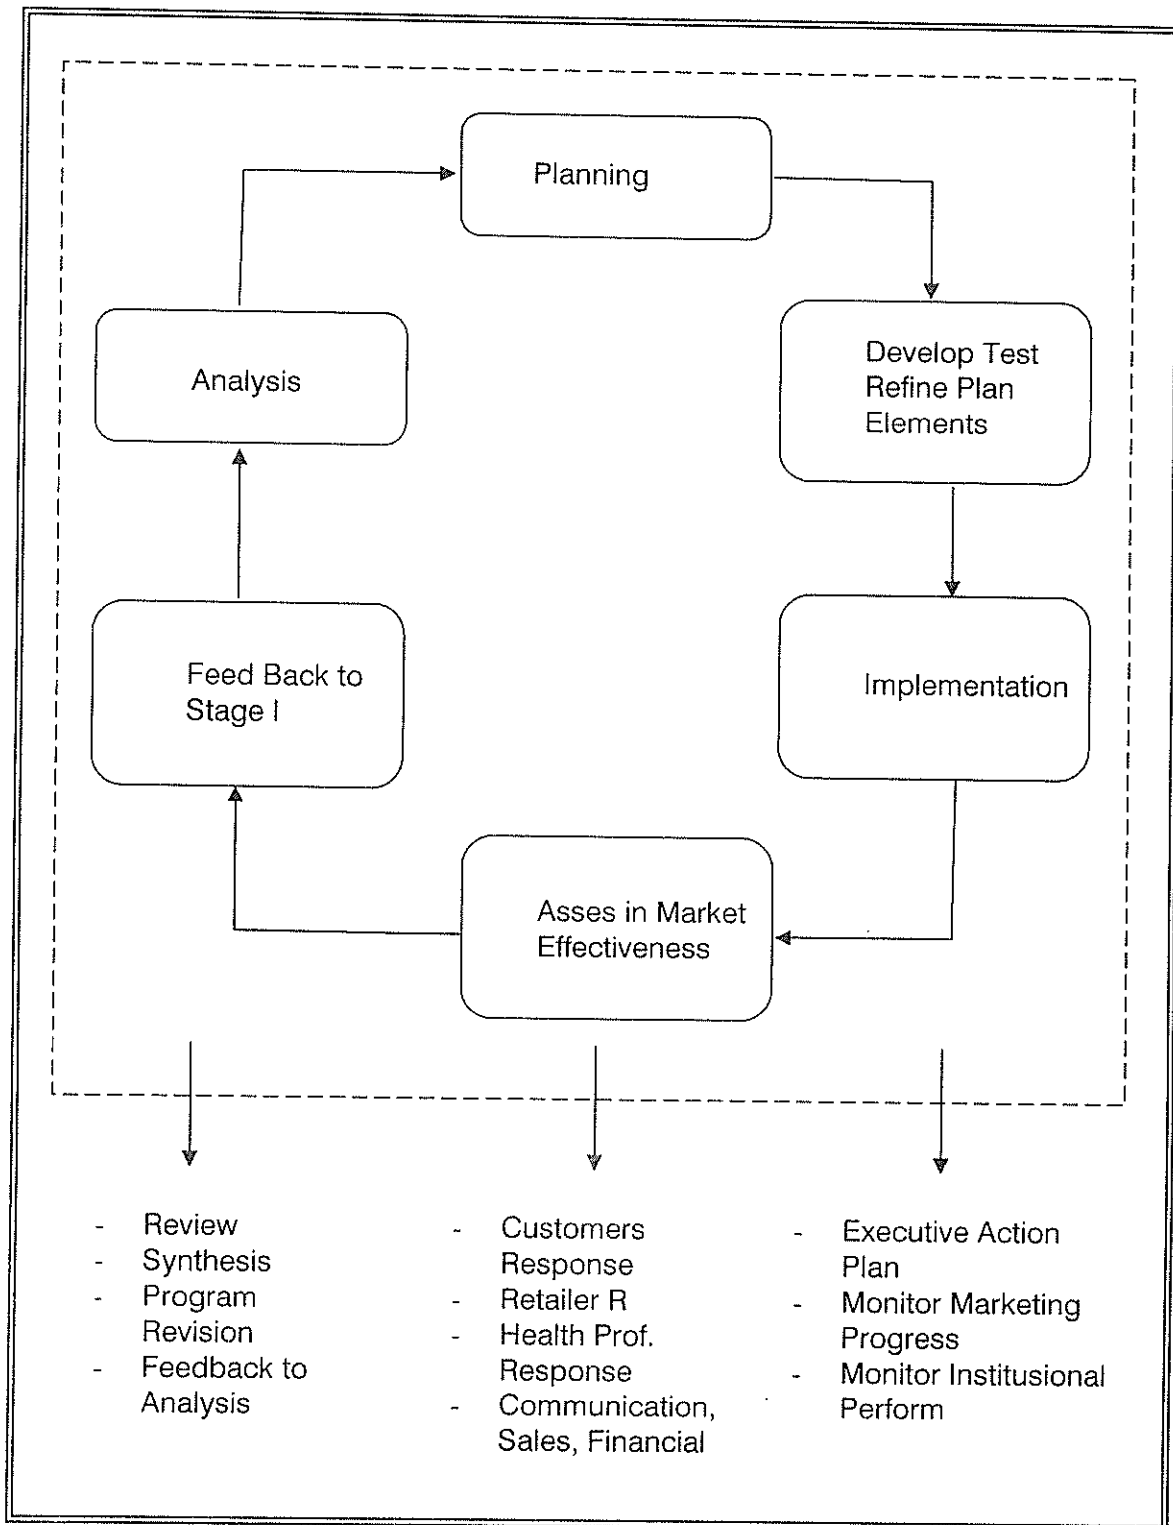 Planning
Analysis
Develop Test
Refine Plan
Elements
Feed Back to
Stage I
Implementation
Asses in Market
Effectiveness
- Review
- Synthesis
- Program
Revision
- Feedback to
Analysis
- Customers
Response
- Retailer R
- Health Prof.
Response
- Communication,
Sales, Financial
- Executive Action
Plan
- Monitor Marketing
Progress
- Monitor Institusional
Perform